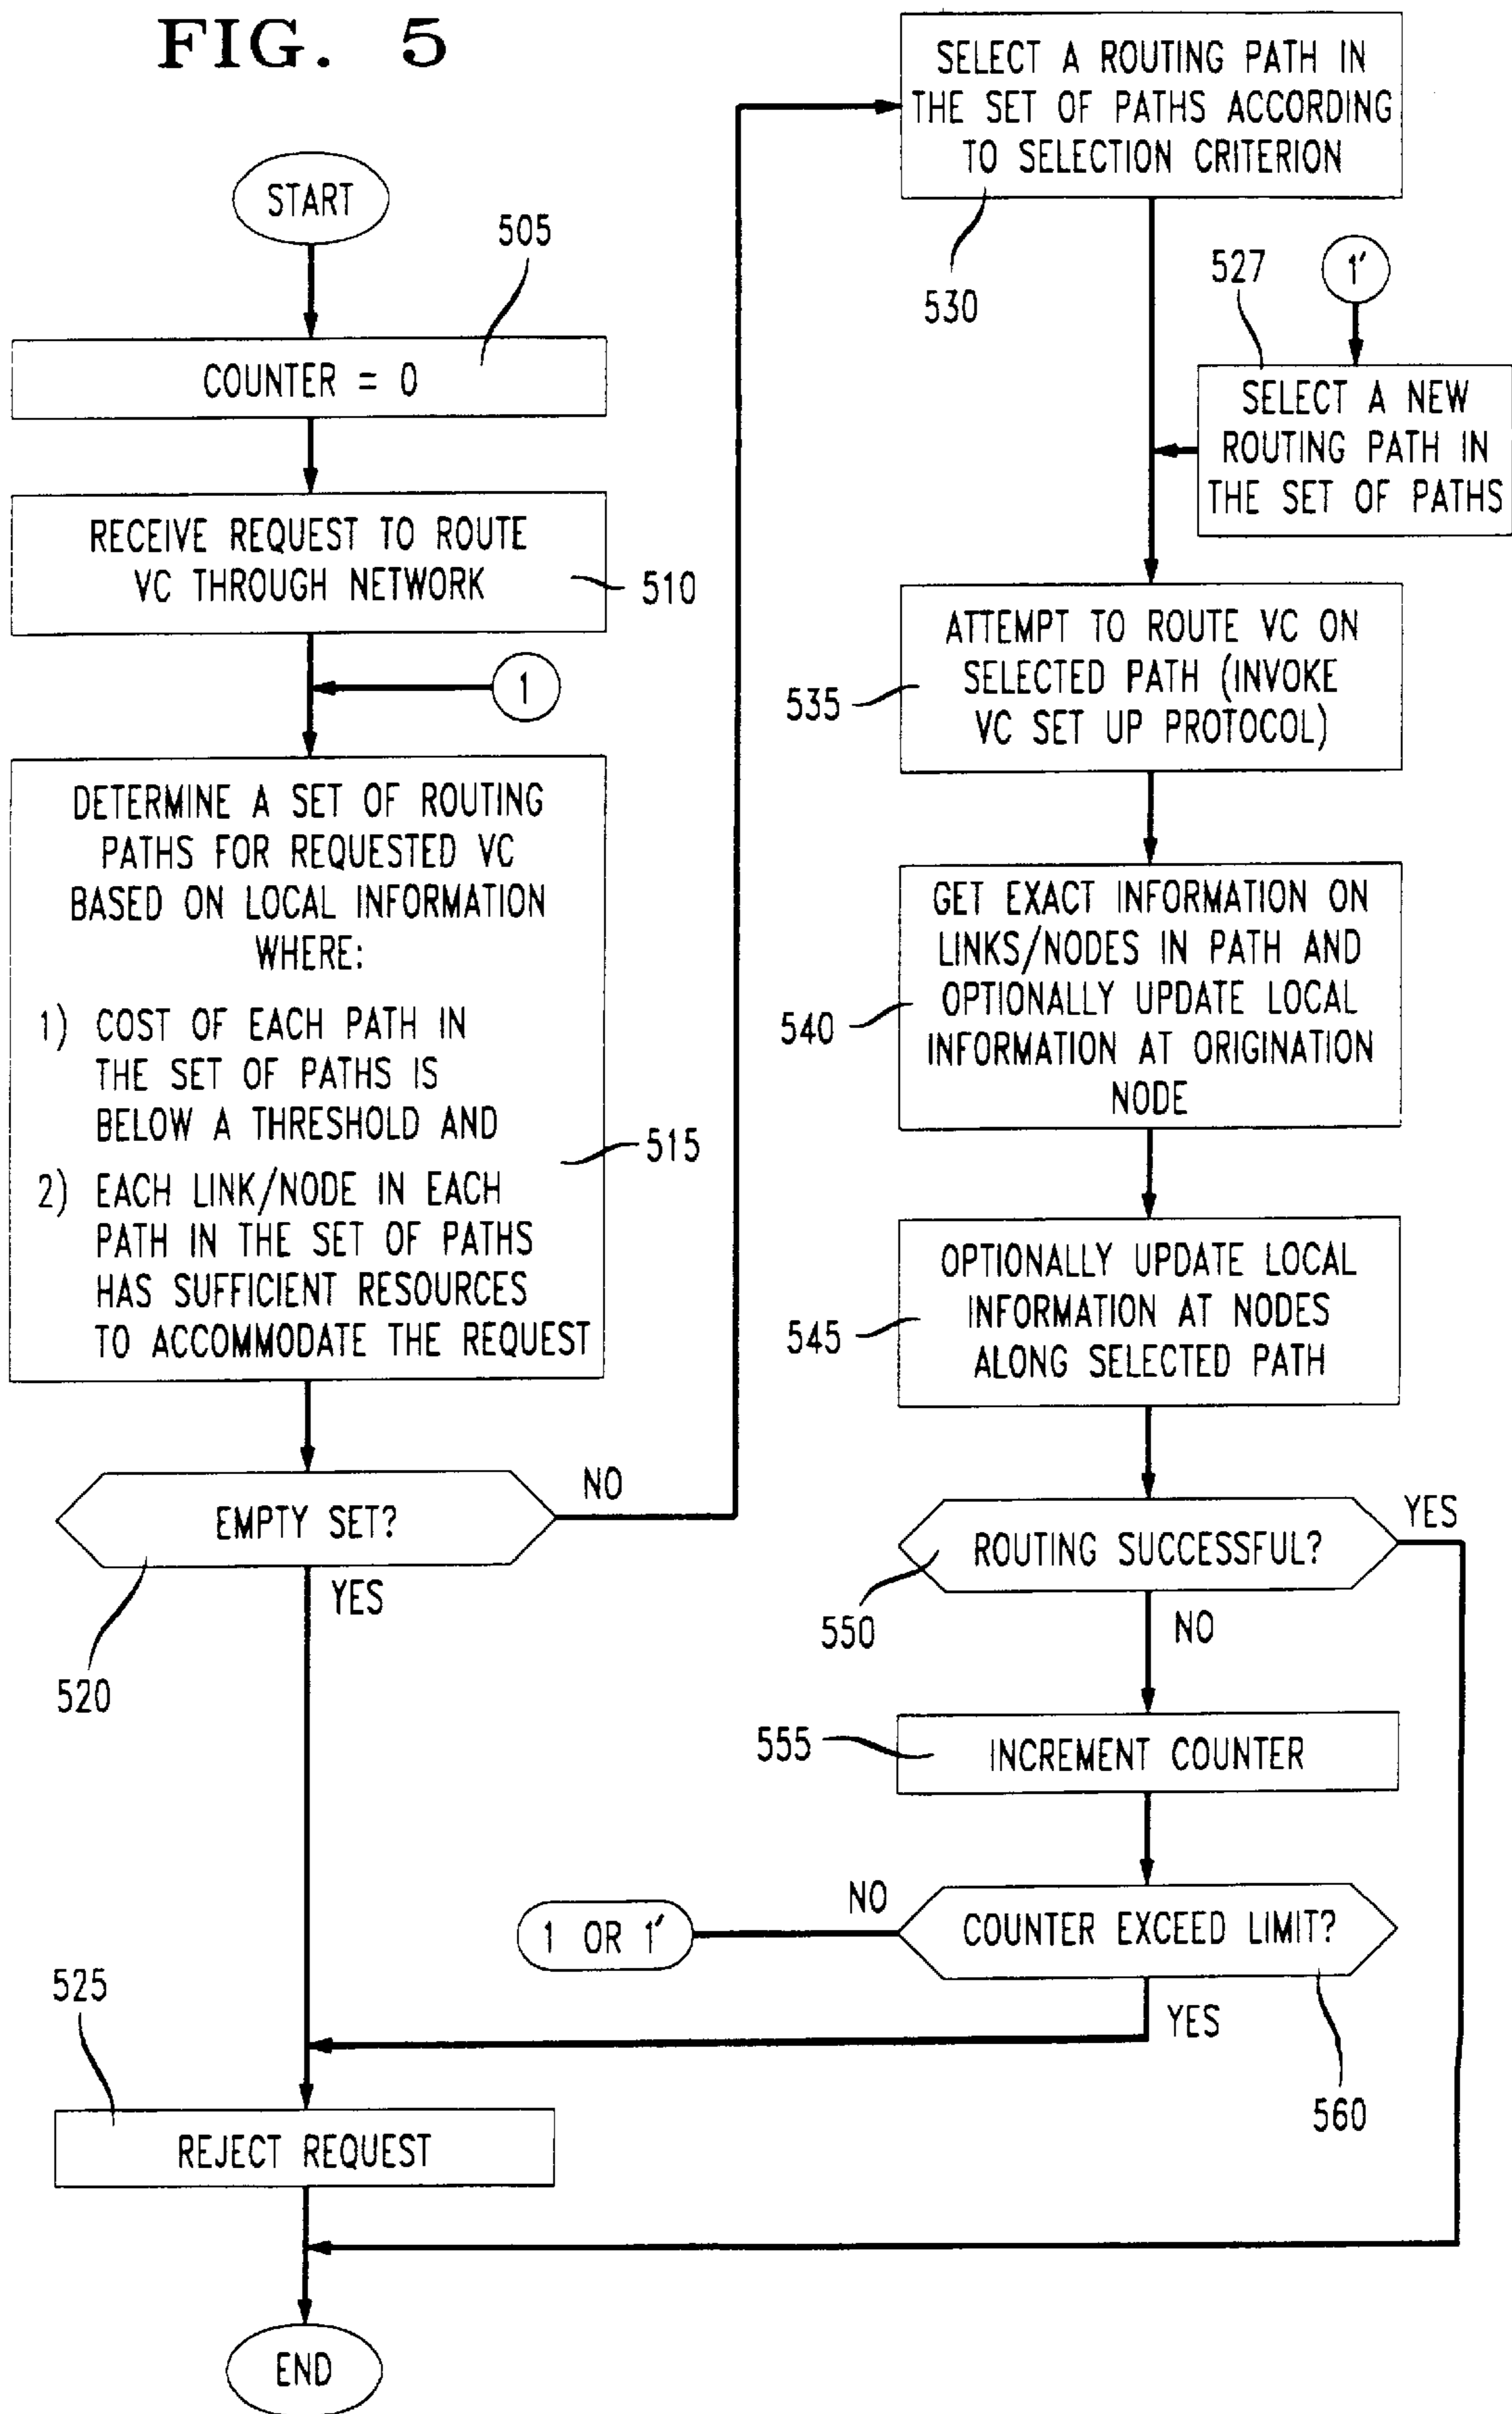 FIG. 5
START
505
COUNTER = 0
RECEIVE REQUEST TO ROUTE
VC THROUGH NETWORK
510
1
DETERMINE A SET OF ROUTING
PATHS FOR REQUESTED VC
BASED ON LOCAL INFORMATION
WHERE:
1) COST OF EACH PATH IN
THE SET OF PATHS IS
BELOW A THRESHOLD AND
2) EACH LINK/NODE IN EACH
PATH IN THE SET OF PATHS
HAS SUFFICIENT RESOURCES
TO ACCOMMODATE THE REQUEST
515
EMPTY SET?
NO
YES
520
525
REJECT REQUEST
END
SELECT A ROUTING PATH IN
THE SET OF PATHS ACCORDING
TO SELECTION CRITERION
530
527
1′
SELECT A NEW
ROUTING PATH IN
THE SET OF PATHS
ATTEMPT TO ROUTE VC ON
SELECTED PATH (INVOKE
VC SET UP PROTOCOL)
535
GET EXACT INFORMATION ON
LINKS/NODES IN PATH AND
OPTIONALLY UPDATE LOCAL
INFORMATION AT ORIGINATION
NODE
540
OPTIONALLY UPDATE LOCAL
INFORMATION AT NODES
ALONG SELECTED PATH
545
ROUTING SUCCESSFUL?
YES
550
NO
555
INCREMENT COUNTER
COUNTER EXCEED LIMIT?
NO
1 OR 1′
YES
560